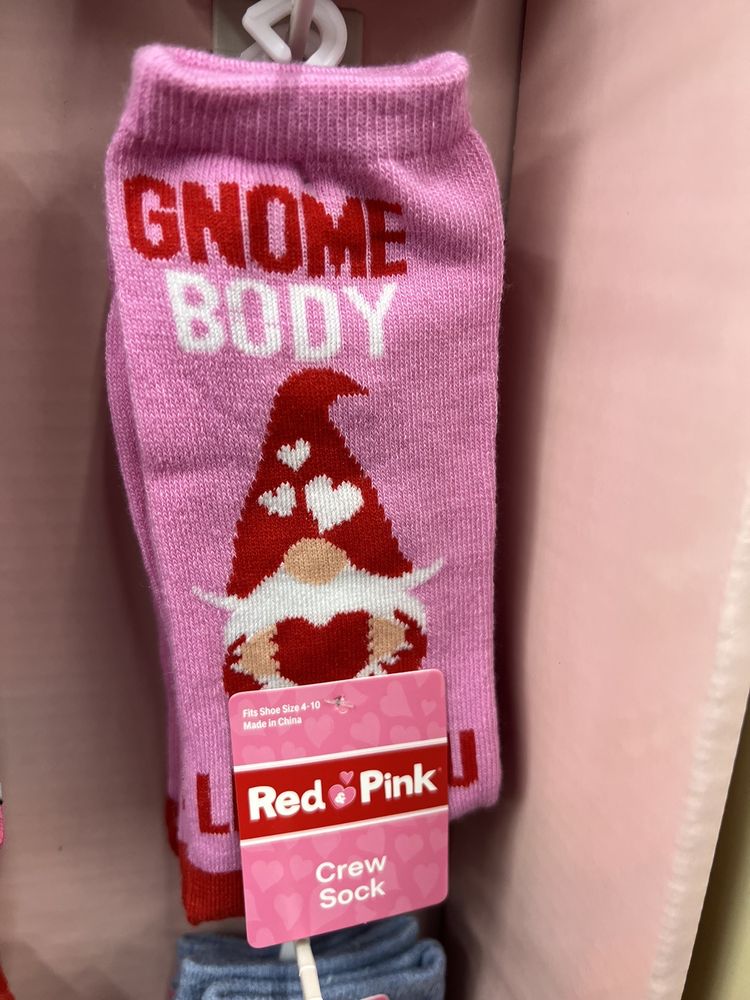 GNOME
BODY
Fits Shoe Size 4-10
Made in China
Red & Pink
Crew
Sock